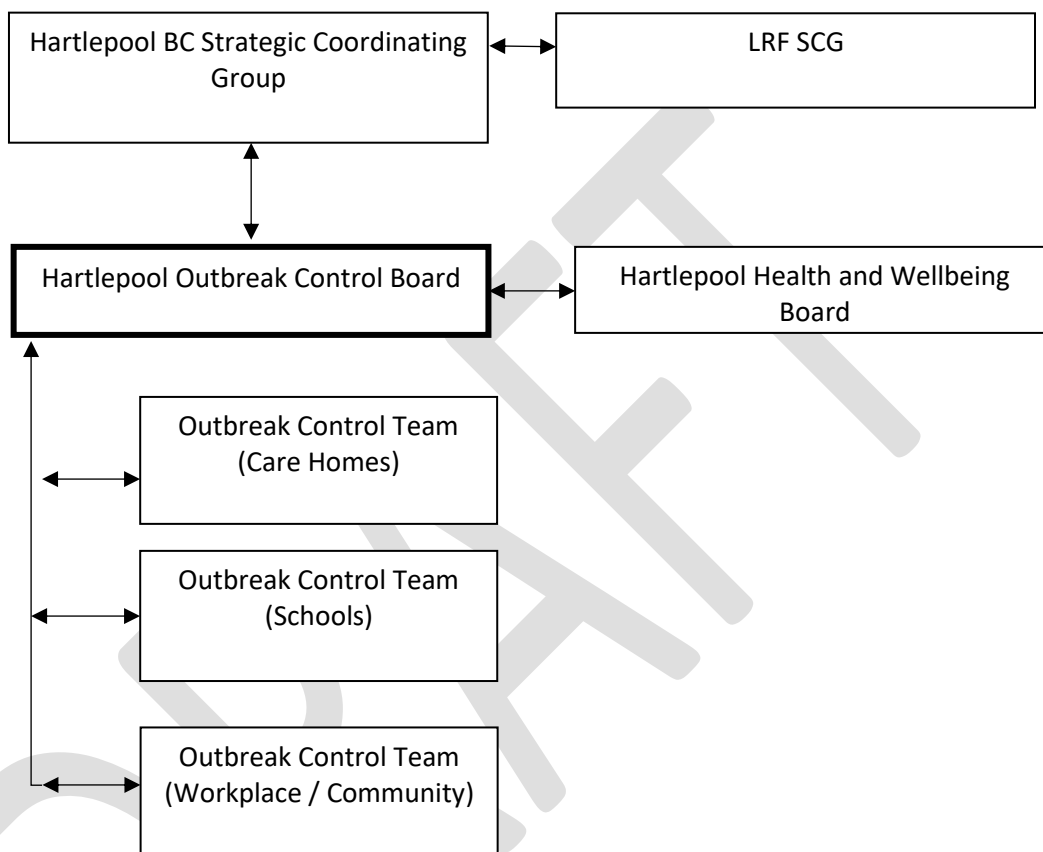 Hartlepool BC Strategic Coordinating
Group
LRF SCG
Hartlepool Outbreak Control Board
Hartlepool Health and Wellbeing
Board
Outbreak Control Team
(Care Homes)
Outbreak Control Team
(Schools)
Outbreak Control Team
(Workplace / Community)
DRAFT